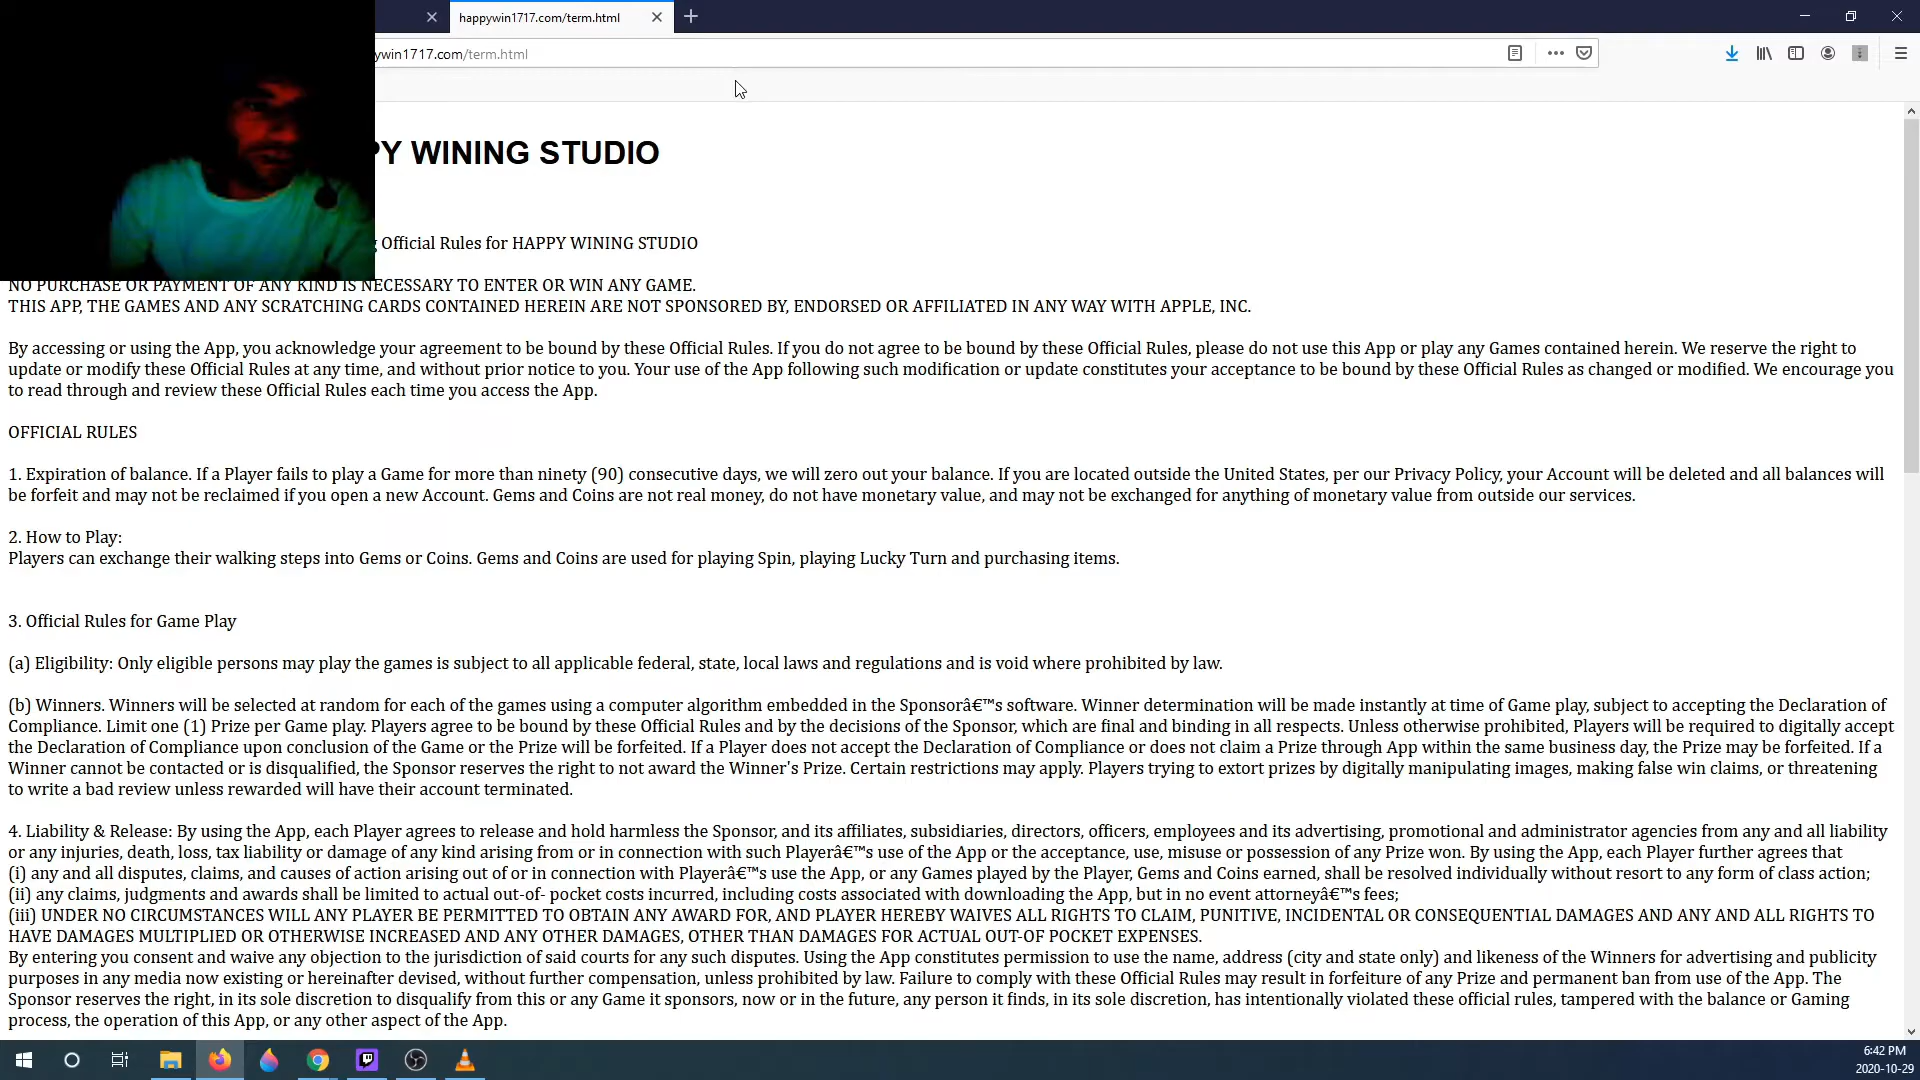 happywin1717.com/term.html
ywin1717.com/term.html
PY WINING STUDIO
Official Rules for HAPPY WINING STUDIO
NO PURCHASE OR PAYMENT OF ANY KIND IS NECESSARY TO ENTER OR WIN ANY GAME.
THIS APP, THE GAMES AND ANY SCRATCHING CARDS CONTAINED HEREIN ARE NOT SPONSORED BY, ENDORSED OR AFFILIATED IN ANY WAY WITH APPLE, INC.
By accessing or using the App, you acknowledge your agreement to be bound by these Official Rules. If you do not agree to be bound by these Official Rules, please do not use this App or play any Games contained herein. We reserve the right to
update or modify these Official Rules at any time, and without prior notice to you. Your use of the App following such modification or update constitutes your acceptance to be bound by these Official Rules as changed or modified. We encourage you
to read through and review these Official Rules each time you access the App.
OFFICIAL RULES
1. Expiration of balance. If a Player fails to play a Game for more than ninety (90) consecutive days, we will zero out your balance. If you are located outside the United States, per our Privacy Policy, your Account will be deleted and all balances will
be forfeit and may not be reclaimed if you open a new Account. Gems and Coins are not real money, do not have monetary value, and may not be exchanged for anything of monetary value from outside our services.
2. How to Play:
Players can exchange their walking steps into Gems or Coins. Gems and Coins are used for playing Spin, playing Lucky Turn and purchasing items.
3. Official Rules for Game Play
(a) Eligibility: Only eligible persons may play the games is subject to all applicable federal, state, local laws and regulations and is void where prohibited by law.
(b) Winners. Winners will be selected at random for each of the games using a computer algorithm embedded in the Sponsorâ€™s software. Winner determination will be made instantly at time of Game play, subject to accepting the Declaration of
Compliance. Limit one (1) Prize per Game play. Players agree to be bound by these Official Rules and by the decisions of the Sponsor, which are final and binding in all respects. Unless otherwise prohibited, Players will be required to digitally accept
the Declaration of Compliance upon conclusion of the Game or the Prize will be forfeited. If a Player does not accept the Declaration of Compliance or does not claim a Prize through App within the same business day, the Prize may be forfeited. If a
Winner cannot be contacted or is disqualified, the Sponsor reserves the right to not award the Winner's Prize. Certain restrictions may apply. Players trying to extort prizes by digitally manipulating images, making false win claims, or threatening
to write a bad review unless rewarded will have their account terminated.
4. Liability & Release: By using the App, each Player agrees to release and hold harmless the Sponsor, and its affiliates, subsidiaries, directors, officers, employees and its advertising, promotional and administrator agencies from any and all liability
or any injuries, death, loss, tax liability or damage of any kind arising from or in connection with such Playerâ€™s use of the App or the acceptance, use, misuse or possession of any Prize won. By using the App, each Player further agrees that
(i) any and all disputes, claims, and causes of action arising out of or in connection with Playerâ€™s use the App, or any Games played by the Player, Gems and Coins earned, shall be resolved individually without resort to any form of class action;
(ii) any claims, judgments and awards shall be limited to actual out-of- pocket costs incurred, including costs associated with downloading the App, but in no event attorneyâ€™s fees;
(iii) UNDER NO CIRCUMSTANCES WILL ANY PLAYER BE PERMITTED TO OBTAIN ANY AWARD FOR, AND PLAYER HEREBY WAIVES ALL RIGHTS TO CLAIM, PUNITIVE, INCIDENTAL OR CONSEQUENTIAL DAMAGES AND ANY AND ALL RIGHTS TO
HAVE DAMAGES MULTIPLIED OR OTHERWISE INCREASED AND ANY OTHER DAMAGES, OTHER THAN DAMAGES FOR ACTUAL OUT-OF POCKET EXPENSES.
By entering you consent and waive any objection to the jurisdiction of said courts for any such disputes. Using the App constitutes permission to use the name, address (city and state only) and likeness of the Winners for advertising and publicity
purposes in any media now existing or hereinafter devised, without further compensation, unless prohibited by law. Failure to comply with these Official Rules may result in forfeiture of any Prize and permanent ban from use of the App. The
Sponsor reserves the right, in its sole discretion to disqualify from this or any Game it sponsors, now or in the future, any person it finds, in its sole discretion, has intentionally violated these official rules, tampered with the balance or Gaming
process, the operation of this App, or any other aspect of the App.
6:42 PM
2020-10-29